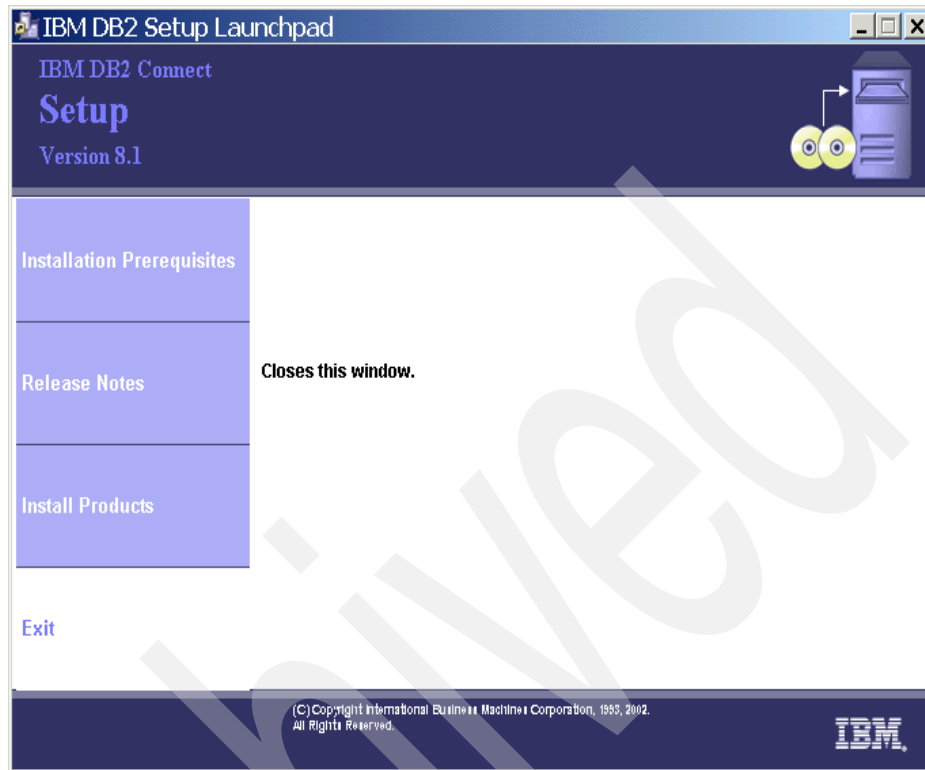 IBM DB2 Setup Launchpad
IBM DB2 Connect
Setup
Version 8.1
Installation Prerequisites
Release Notes
Closes this window.
Install Products
Exit
(C) Copyright International Business Machines Corporation, 1993, 2002.
All Rights Reserved.
IBM.
hived